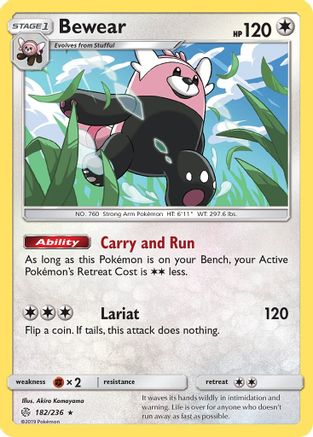 STAGE 1 Bewear HP 120
Evolves from Stufful
NO. 760 Strong Arm Pokémon HT: 6'11" WT: 297.6 lbs.
Ability Carry and Run
As long as this Pokémon is on your Bench, your Active
Pokémon's Retreat Cost is less.
Lariat 120
Flip a coin. If tails, this attack does nothing.
weakness × 2 resistance retreat
Illus. Akira Komayama
182/236 ★
©2019 Pokémon
It waves its hands wildly in intimidation and
warning. Life is over for anyone who doesn't
run away as fast as possible.